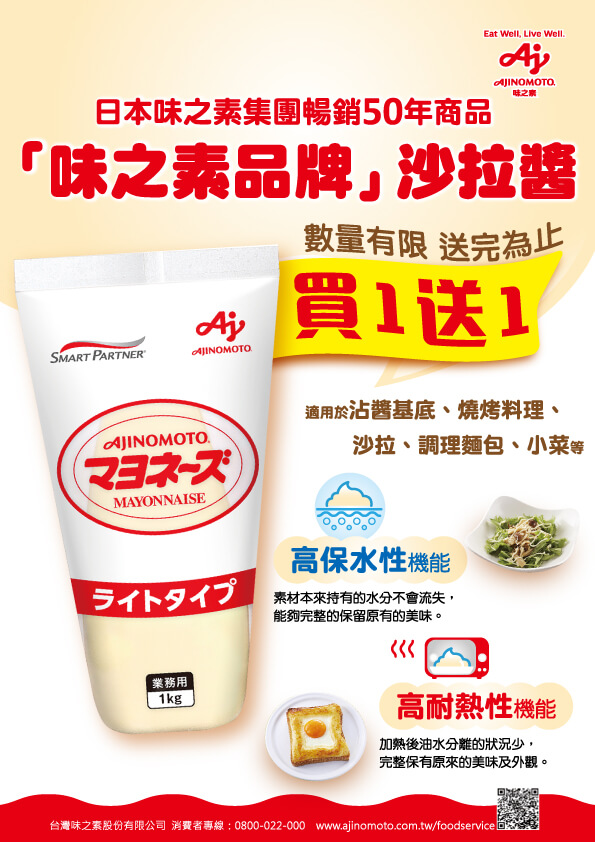 Eat Well, Live Well.
AJINOMOTO.
味之素
日本味之素集團暢銷50年商品
「味之素品牌」沙拉醬
數量有限 送完為止
買1送1
SMART PARTNER
AJINOMOTO
AJINOMOTO
マヨネーズ
MAYONNAISE
ライトタイプ
業務用
1kg
適用於沾醬基底、燒烤料理、
沙拉、調理麵包、小菜等
高保水性機能
素材本來持有的水分不會流失，
能夠完整的保留原有的美味。
高耐熱性機能
加熱後油水分離的狀況少，
完整保有原來的美味及外觀。
台灣味之素股份有限公司 消費者專線：0800-022-000 www.ajinomoto.com.tw/foodservice